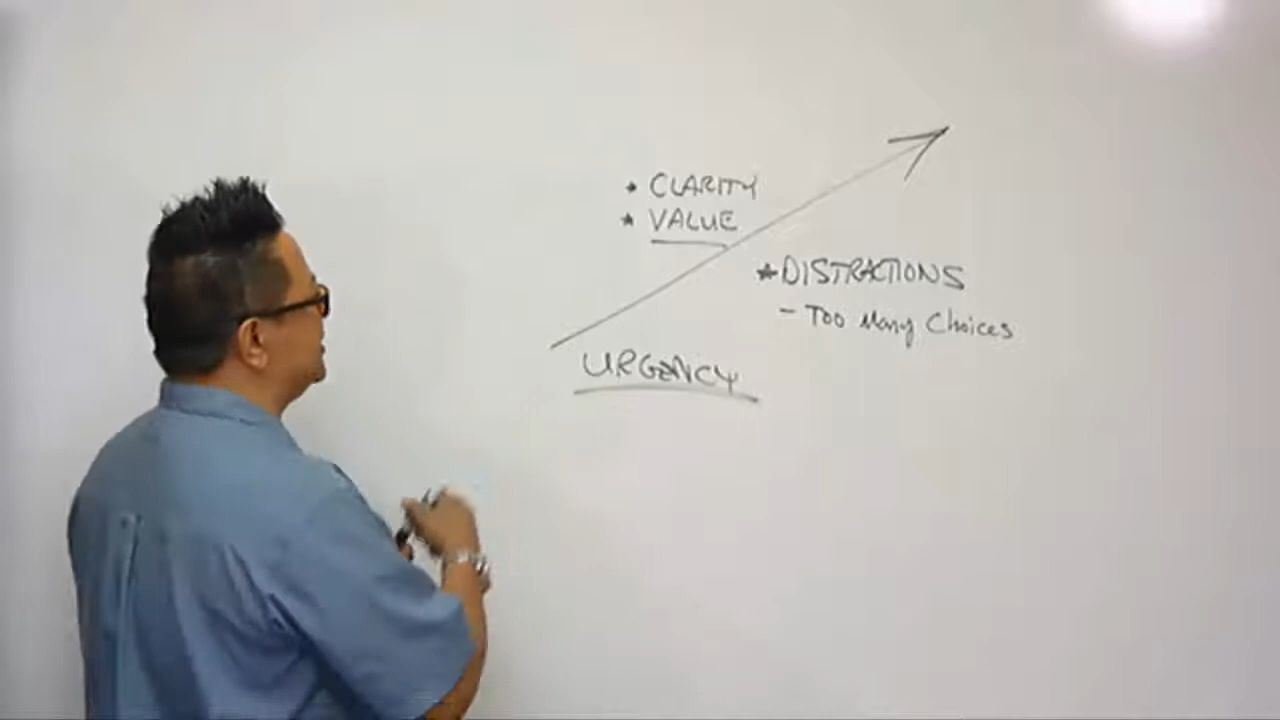 * CLARITY
* VALUE
* DISTRACTIONS
- Too Many Choices
URGENCY